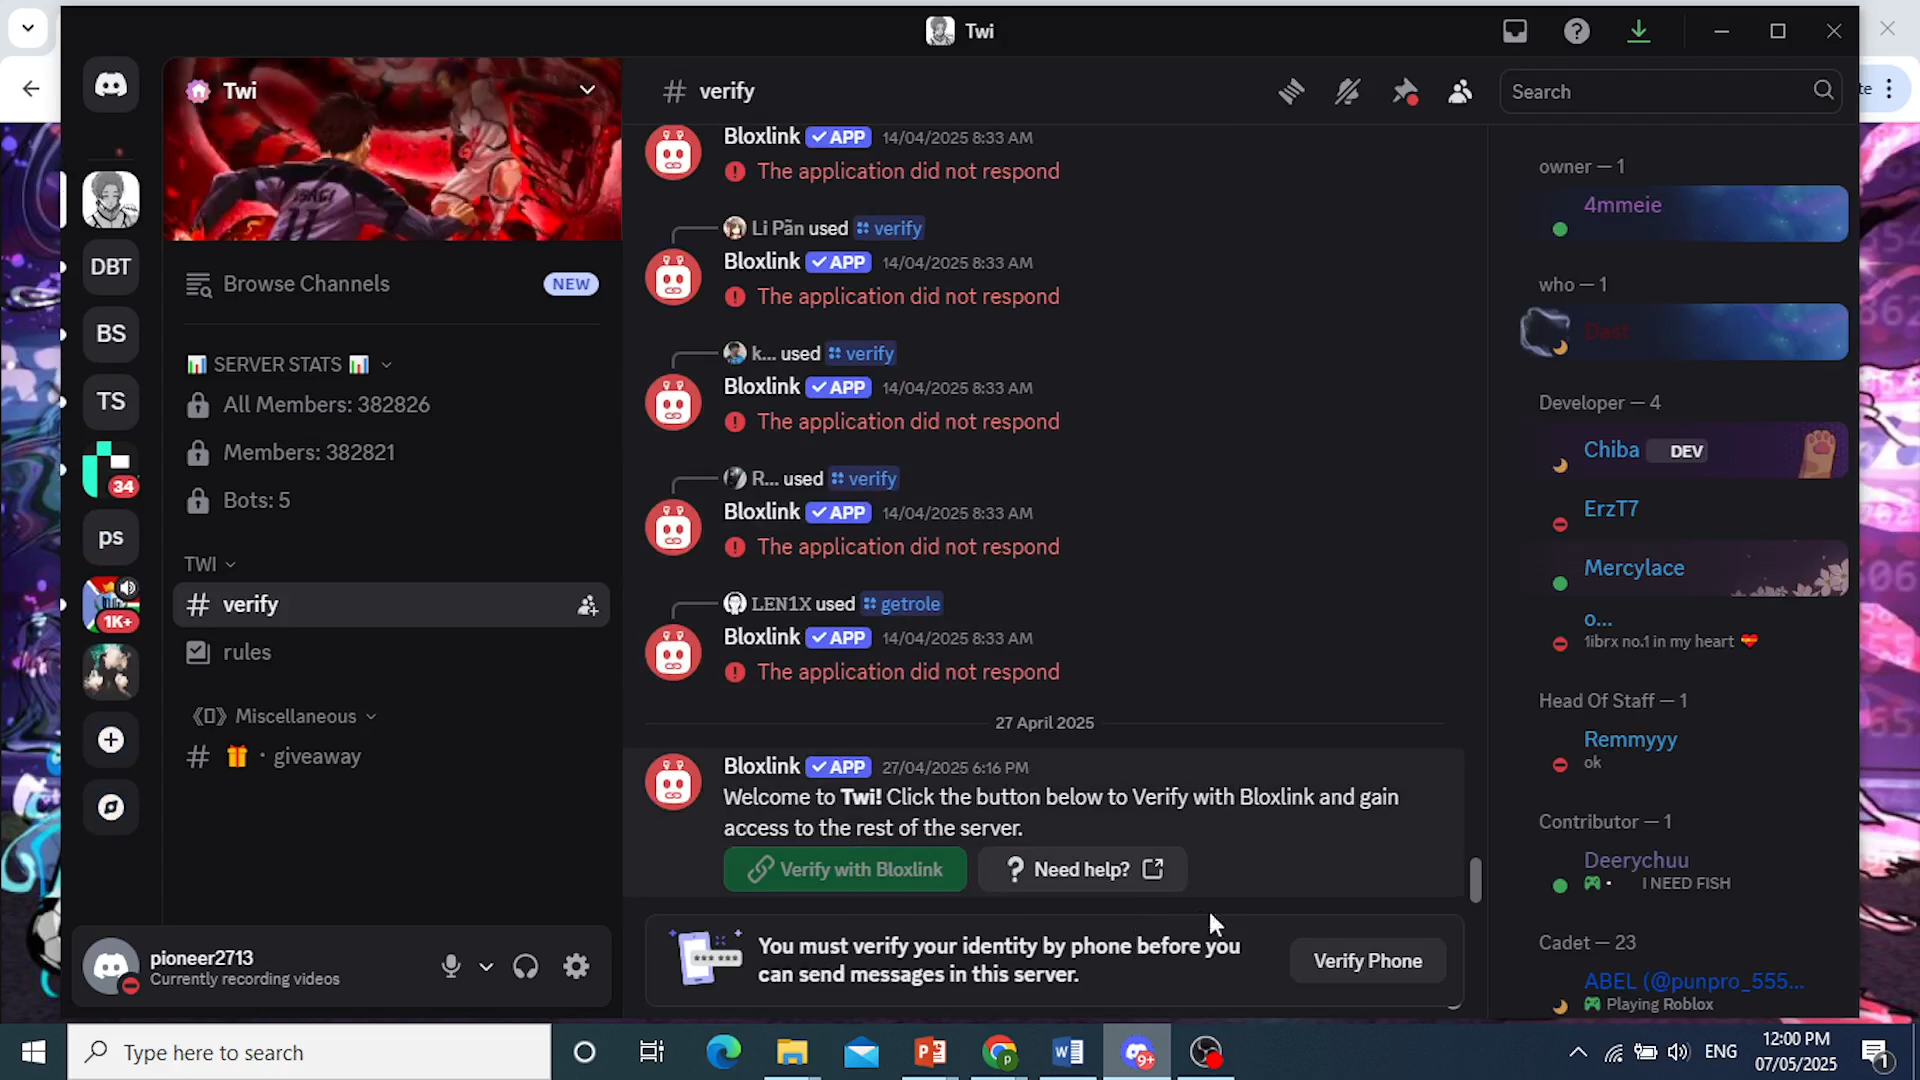 Twi
Twi
Browse Channels
NEW
SERVER STATS
All Members: 382826
Members: 382821
Bots: 5
TWI
verify
rules
Miscellaneous
giveaway
DBT
BS
TS
34
ps
1K+
pioneer2713
Currently recording videos
# verify
Search
Bloxlink APP 14/04/2025 8:33 AM
The application did not respond
Li Pãn used verify
Bloxlink APP 14/04/2025 8:33 AM
The application did not respond
k... used verify
Bloxlink APP 14/04/2025 8:33 AM
The application did not respond
R... used verify
Bloxlink APP 14/04/2025 8:33 AM
The application did not respond
LEN1X used getrole
Bloxlink APP 14/04/2025 8:33 AM
The application did not respond
27 April 2025
Bloxlink APP 27/04/2025 6:16 PM
Welcome to Twi! Click the button below to Verify with Bloxlink and gain
access to the rest of the server.
Verify with Bloxlink
? Need help?
You must verify your identity by phone before you
can send messages in this server.
Verify Phone
owner — 1
4mmeie
who — 1
Dast
Developer — 4
Chiba DEV
ErzT7
Mercylace
o...
1ibrx no.1 in my heart
Head Of Staff — 1
Remmyyy
ok
Contributor — 1
Deerychuu
I NEED FISH
Cadet — 23
ABEL (@punpro_555...
Playing Roblox
Type here to search
9+
ENG
12:00 PM
07/05/2025
1